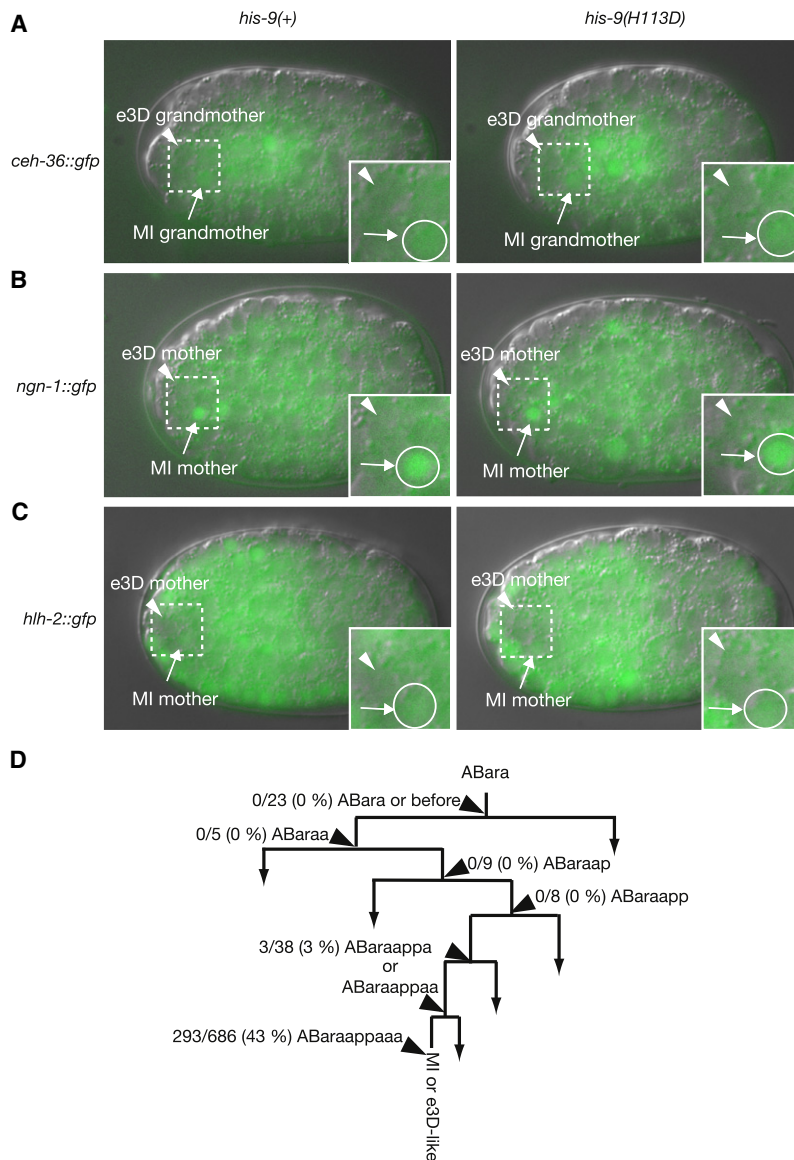 his-9(+)
his-9(H113D)
A
ceh-36::gfp
e3D grandmother
MI grandmother
e3D grandmother
MI grandmother
B
ngn-1::gfp
e3D mother
MI mother
e3D mother
MI mother
C
hlh-2::gfp
e3D mother
MI mother
e3D mother
MI mother
D
ABara
0/23 (0 %) ABara or before
0/5 (0 %) ABaraa
0/9 (0 %) ABaraap
0/8 (0 %) ABaraapp
3/38 (3 %) ABaraappa
or
ABaraappaa
293/686 (43 %) ABaraappaaa
MI or e3D-like